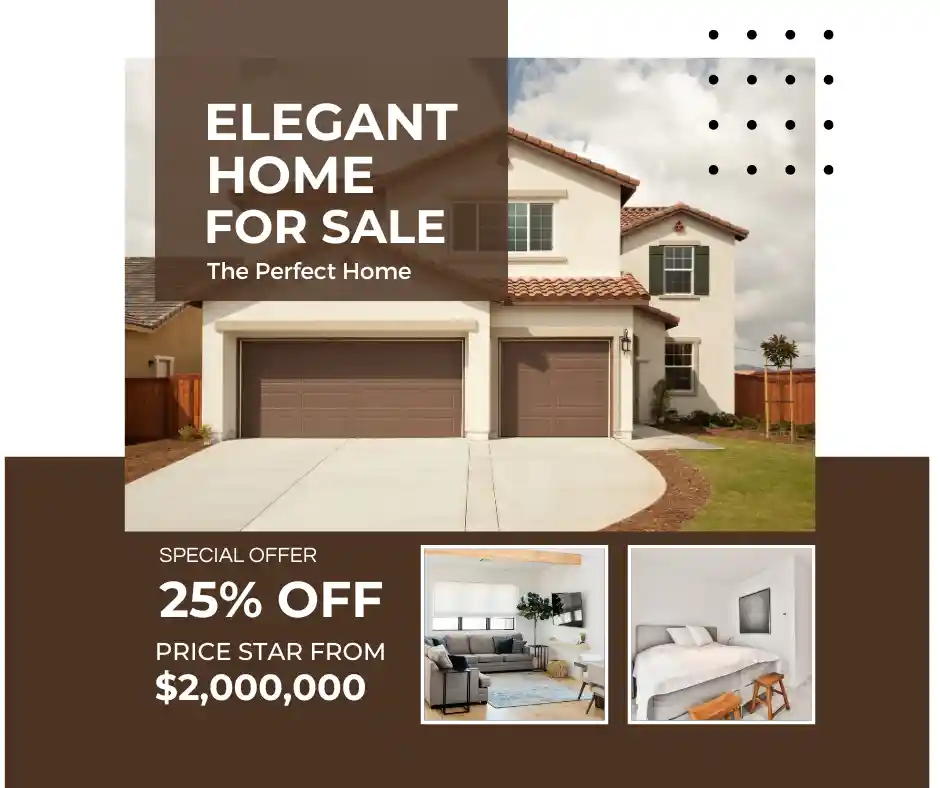 ELEGANT
HOME
FOR SALE
The Perfect Home
SPECIAL OFFER
25% OFF
PRICE STAR FROM
$2,000,000